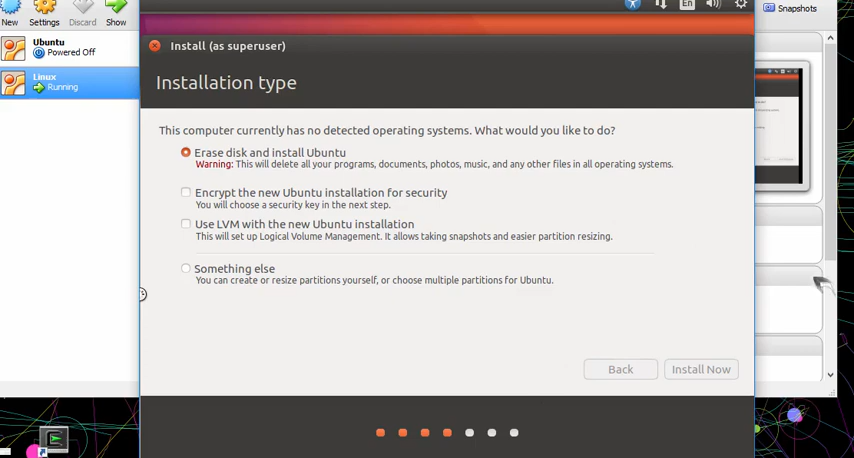 New Settings Discard Show
En
Snapshots
Ubuntu
Powered Off
Linux
Running
Install (as superuser)
Installation type
This computer currently has no detected operating systems. What would you like to do?
Erase disk and install Ubuntu
Warning: This will delete all your programs, documents, photos, music, and any other files in all operating systems.
Encrypt the new Ubuntu installation for security
You will choose a security key in the next step.
Use LVM with the new Ubuntu installation
This will set up Logical Volume Management. It allows taking snapshots and easier partition resizing.
Something else
You can create or resize partitions yourself, or choose multiple partitions for Ubuntu.
Back Install Now